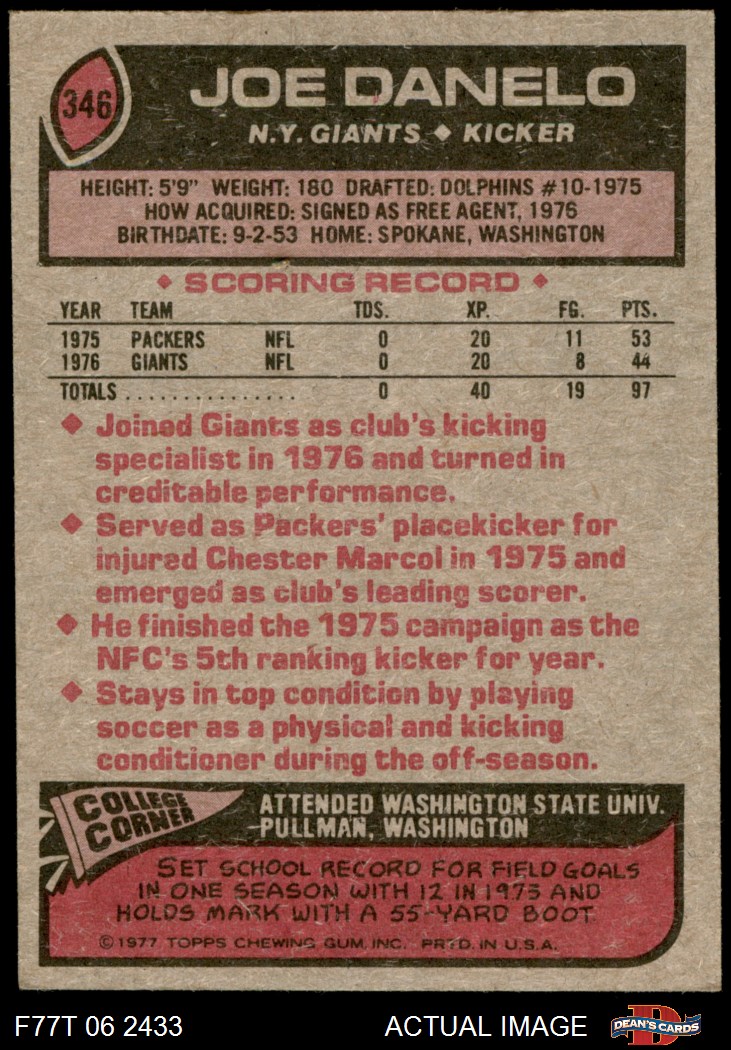 346
JOE DANELO
N.Y. GIANTS ◆ KICKER
HEIGHT: 5'9" WEIGHT: 180 DRAFTED: DOLPHINS #10-1975
HOW ACQUIRED: SIGNED AS FREE AGENT, 1976
BIRTHDATE: 9-2-53 HOME: SPOKANE, WASHINGTON
◆ SCORING RECORD ◆
YEAR TEAM TDS. XP. FG. PTS.
1975 PACKERS NFL 0 20 11 53
1976 GIANTS NFL 0 20 8 44
TOTALS ............... 0 40 19 97
◆ Joined Giants as club's kicking
specialist in 1976 and turned in
creditable performance.
◆ Served as Packers' placekicker for
injured Chester Marcol in 1975 and
emerged as club's leading scorer.
◆ He finished the 1975 campaign as the
NFC's 5th ranking kicker for year.
◆ Stays in top condition by playing
soccer as a physical and kicking
conditioner during the off-season.
COLLEGE
CORNER
ATTENDED WASHINGTON STATE UNIV.
PULLMAN, WASHINGTON
SET SCHOOL RECORD FOR FIELD GOALS
IN ONE SEASON WITH 12 IN 1973 AND
HOLDS MARK WITH A 55-YARD BOOT.
© 1977 TOPPS CHEWING GUM, INC. PRTD. IN U.S.A.
F77T 06 2433 ACTUAL IMAGE
D
DEAN'S CARDS